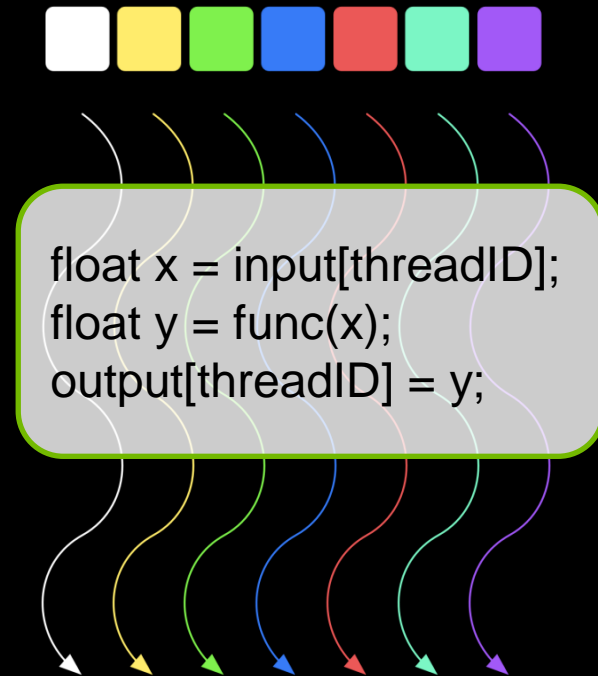 float x = input[threadID];
float y = func(x);
output[threadID] = y;